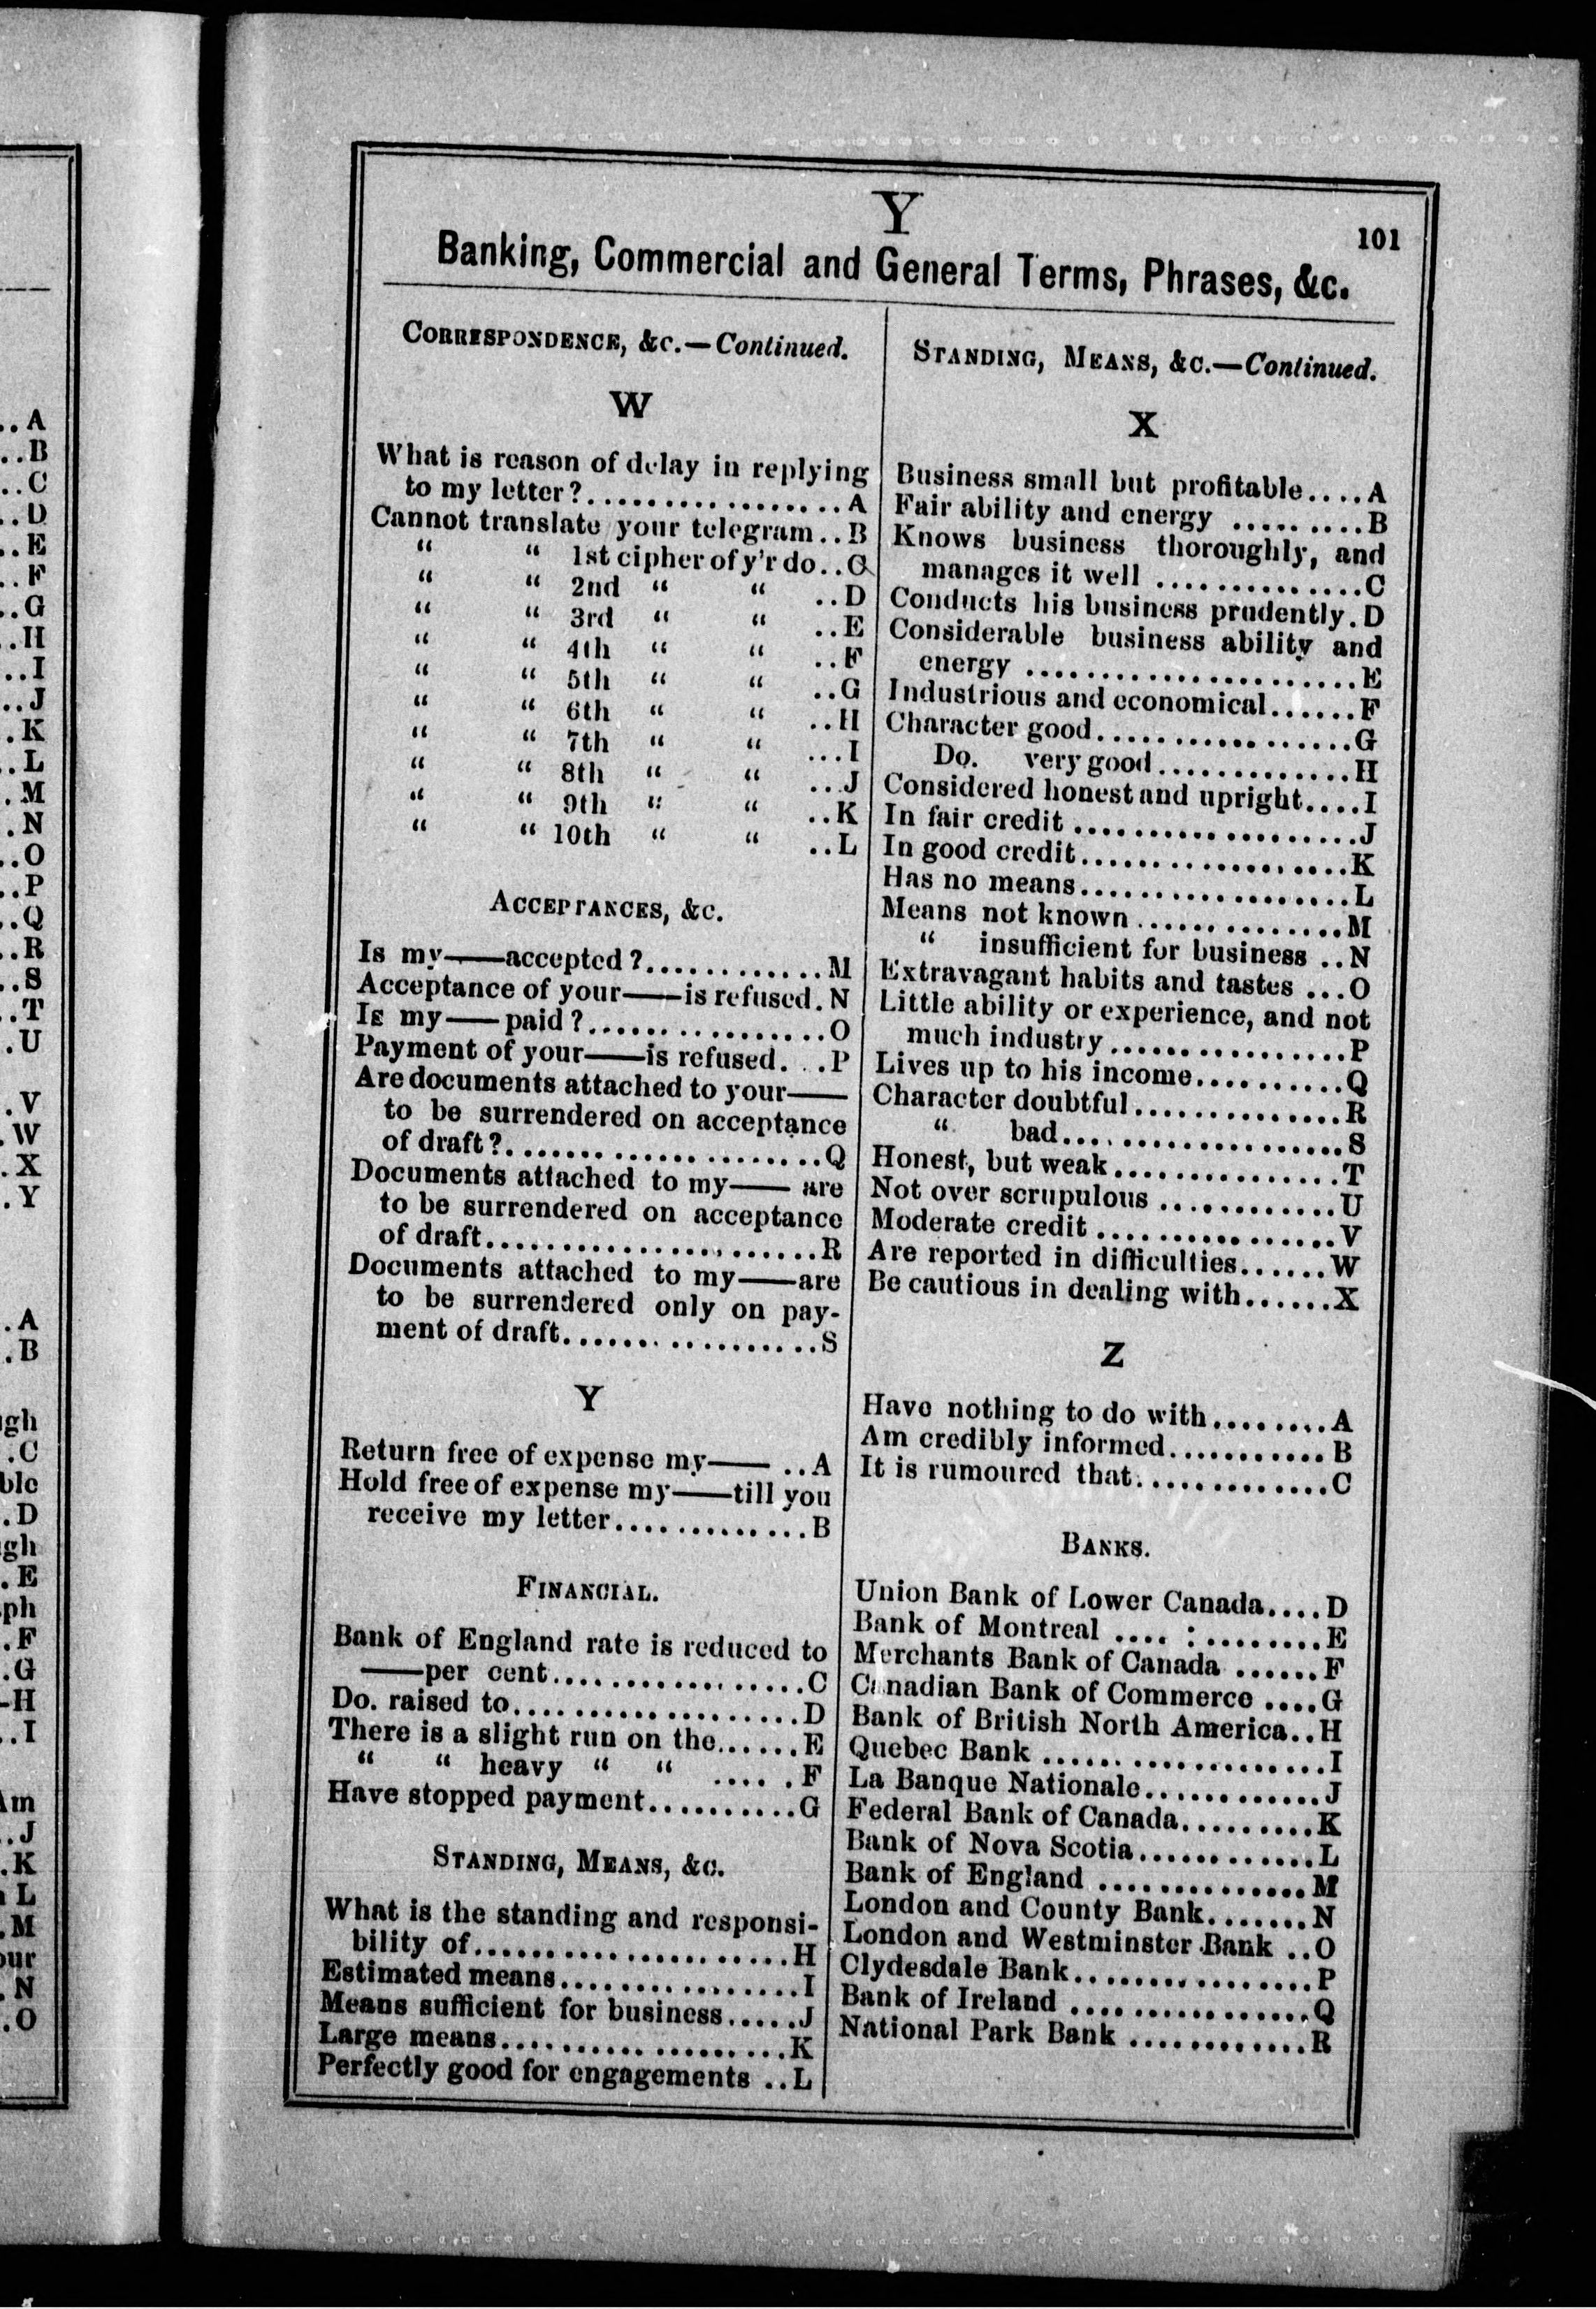 .. A
.. B
.. C
.. D
.. E
.. F
.. G
.. H
.. I
.. J
. K
.. L
. M
. N
.. O
.. P
.. Q
.. R
.. S
.. T
. U
. V
. W
. X
. Y
. A
. B
gh
. C
ble
. D
gh
. E
ph
. F
. G
-H
.. I
Am
.. J
. K
L
. M
our
. N
. O
Y
101
Banking, Commercial and General Terms, Phrases, &c.
CORRESPONDENCE, &C.—Continued.
W
What is reason of delay in replying
to my letter?....................A
Cannot translate your telegram..B
“ “ 1st cipher of y'r do..C
“ “ 2nd “ “ ..D
“ “ 3rd “ “ ..E
“ “ 4th “ “ ..F
“ “ 5th “ “ ..G
“ “ 6th “ “ ..H
“ “ 7th “ “ ...I
“ “ 8th “ “ ...J
“ “ 9th “ “ ..K
“ “ 10th “ “ ..L
ACCEPTANCES, &C.
Is my——accepted?..............M
Acceptance of your——is refused.N
Is my——paid?..................O
Payment of your——is refused. ..P
Are documents attached to your——
to be surrendered on acceptance
of draft?........................Q
Documents attached to my——are
to be surrendered on acceptance
of draft.........................R
Documents attached to my——are
to be surrendered only on pay-
ment of draft....................S
Y
Return free of expense my—— ..A
Hold free of expense my——till you
receive my letter...............B
FINANCIAL.
Bank of England rate is reduced to
——per cent....................C
Do. raised to.....................D
There is a slight run on the......E
“ “ heavy “ “ .....F
Have stopped payment..........G
STANDING, MEANS, &C.
What is the standing and responsi-
bility of........................H
Estimated means..................I
Means sufficient for business.....J
Large means......................K
Perfectly good for engagements ..L
STANDING, MEANS, &C.—Continued.
X
Business small but profitable....A
Fair ability and energy .........B
Knows business thoroughly, and
manages it well ...............C
Conducts his business prudently.D
Considerable business ability and
energy .........................E
Industrious and economical......F
Character good...................G
Do. very good..............H
Considered honest and upright....I
In fair credit ...................J
In good credit...................K
Has no means....................L
Means not known ...............M
“ insufficient for business ..N
Extravagant habits and tastes ...O
Little ability or experience, and not
much industry .................P
Lives up to his income..........Q
Character doubtful...............R
“ bad.....................S
Honest, but weak................T
Not over scrupulous .............U
Moderate credit .................V
Are reported in difficulties......W
Be cautious in dealing with......X
Z
Have nothing to do with........A
Am credibly informed............B
It is rumoured that..............C
BANKS.
Union Bank of Lower Canada....D
Bank of Montreal .... : ........E
Merchants Bank of Canada ......F
Canadian Bank of Commerce ....G
Bank of British North America..H
Quebec Bank .....................I
La Banque Nationale.............J
Federal Bank of Canada.........K
Bank of Nova Scotia............L
Bank of England ...............M
London and County Bank.......N
London and Westminster Bank ..O
Clydesdale Bank.................P
Bank of Ireland .................Q
National Park Bank .............R